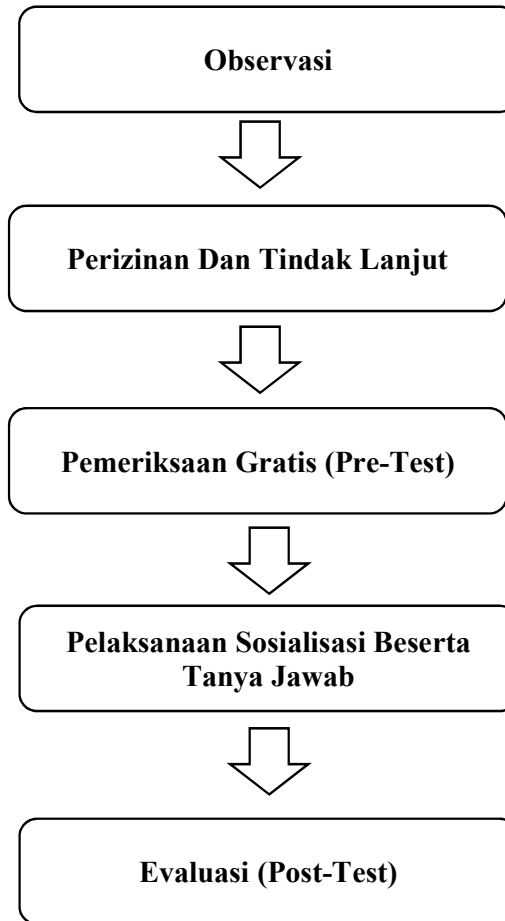 Observasi
Perizinan Dan Tindak Lanjut
Pemeriksaan Gratis (Pre-Test)
Pelaksanaan Sosialisasi Beserta
Tanya Jawab
Evaluasi (Post-Test)